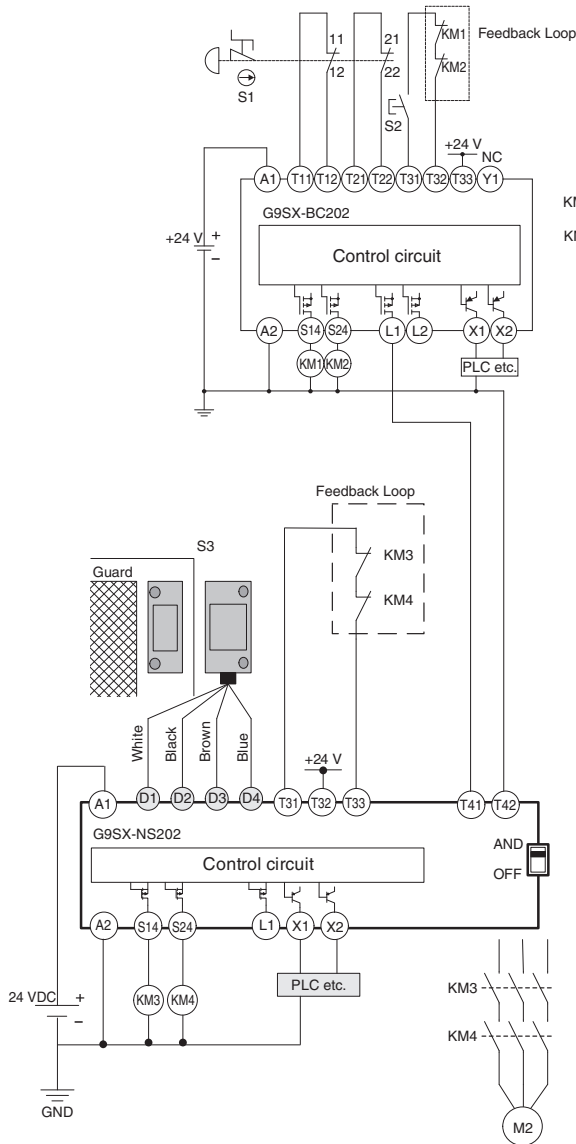 11
21
KM1
Feedback Loop
12
22
KM2
S1
S2
+24 V
NC
A1
T11
T12
T21
T22
T31
T32
T33
Y1
G9SX-BC202
+24 V
+
–
Control circuit
A2
S14
S24
L1
L2
X1
X2
KM1
KM2
PLC etc.
Feedback Loop
S3
KM3
Guard
KM4
White
Black
Brown
Blue
+24 V
A1
D1
D2
D3
D4
T31
T32
T33
T41
T42
G9SX-NS202
AND
Control circuit
OFF
A2
S14
S24
L1
X1
X2
24 VDC
+
–
KM3
KM4
PLC etc.
KM3
KM4
GND
M2